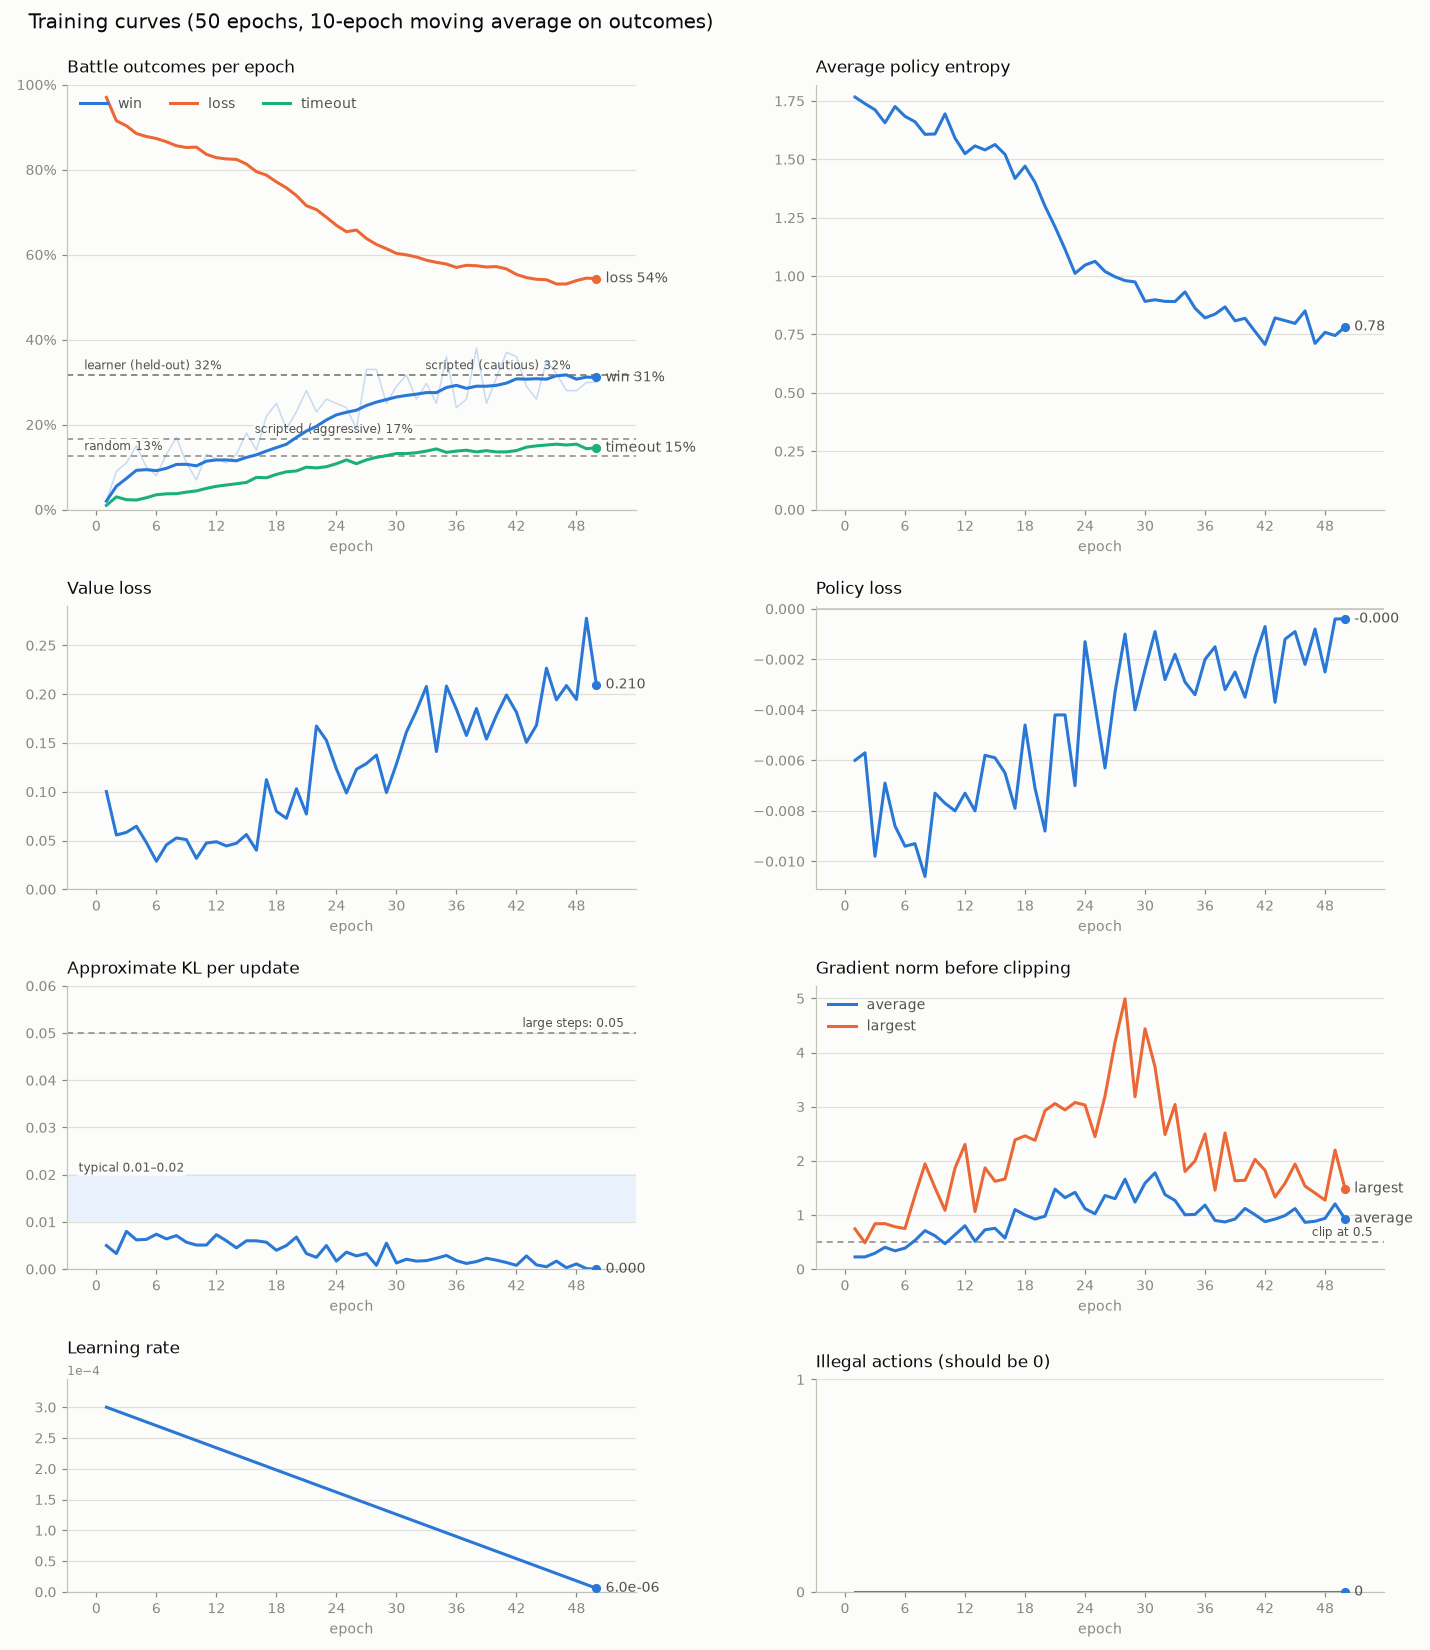 Training curves (50 epochs, 10-epoch moving average on outcomes)
Battle outcomes per epoch
100%
80%
60%
40%
20%
0%
win
loss
timeout
learner (held-out) 32%
scripted (cautious) 32%
scripted (aggressive) 17%
random 13%
loss 54%
win 31%
timeout 15%
0 6 12 18 24 30 36 42 48
epoch
Average policy entropy
1.75
1.50
1.25
1.00
0.75
0.50
0.25
0.00
0.78
0 6 12 18 24 30 36 42 48
epoch
Value loss
0.25
0.20
0.15
0.10
0.05
0.00
0.210
0 6 12 18 24 30 36 42 48
epoch
Policy loss
0.000
−0.002
−0.004
−0.006
−0.008
−0.010
-0.000
0 6 12 18 24 30 36 42 48
epoch
Approximate KL per update
0.06
0.05
0.04
0.03
0.02
0.01
0.00
large steps: 0.05
typical 0.01–0.02
0.000
0 6 12 18 24 30 36 42 48
epoch
Gradient norm before clipping
5
4
3
2
1
0
average
largest
largest
average
clip at 0.5
0 6 12 18 24 30 36 42 48
epoch
Learning rate
1e−4
3.0
2.5
2.0
1.5
1.0
0.5
0.0
6.0e-06
0 6 12 18 24 30 36 42 48
epoch
Illegal actions (should be 0)
1
0
0
0 6 12 18 24 30 36 42 48
epoch